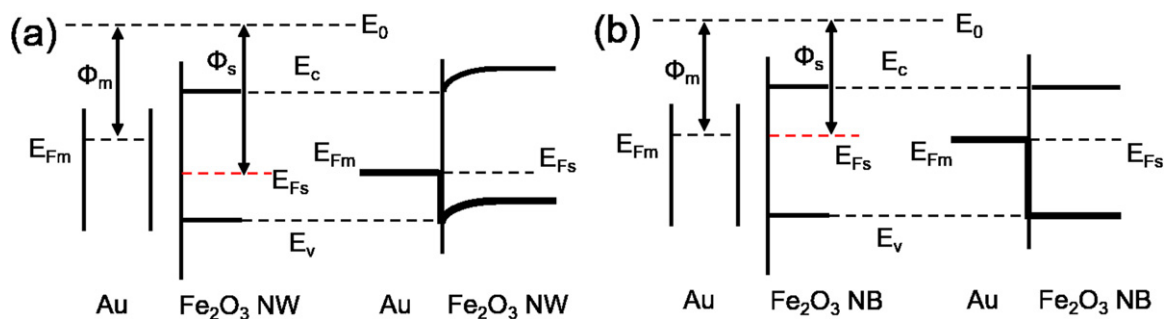 (a)
E0
Φm
Φs
Ec
EFm
EFs
EFm
EFs
Ev
Au
Fe2O3 NW
Au
Fe2O3 NW
(b)
E0
Φm
Φs
Ec
EFm
EFs
EFm
EFs
Ev
Au
Fe2O3 NB
Au
Fe2O3 NB